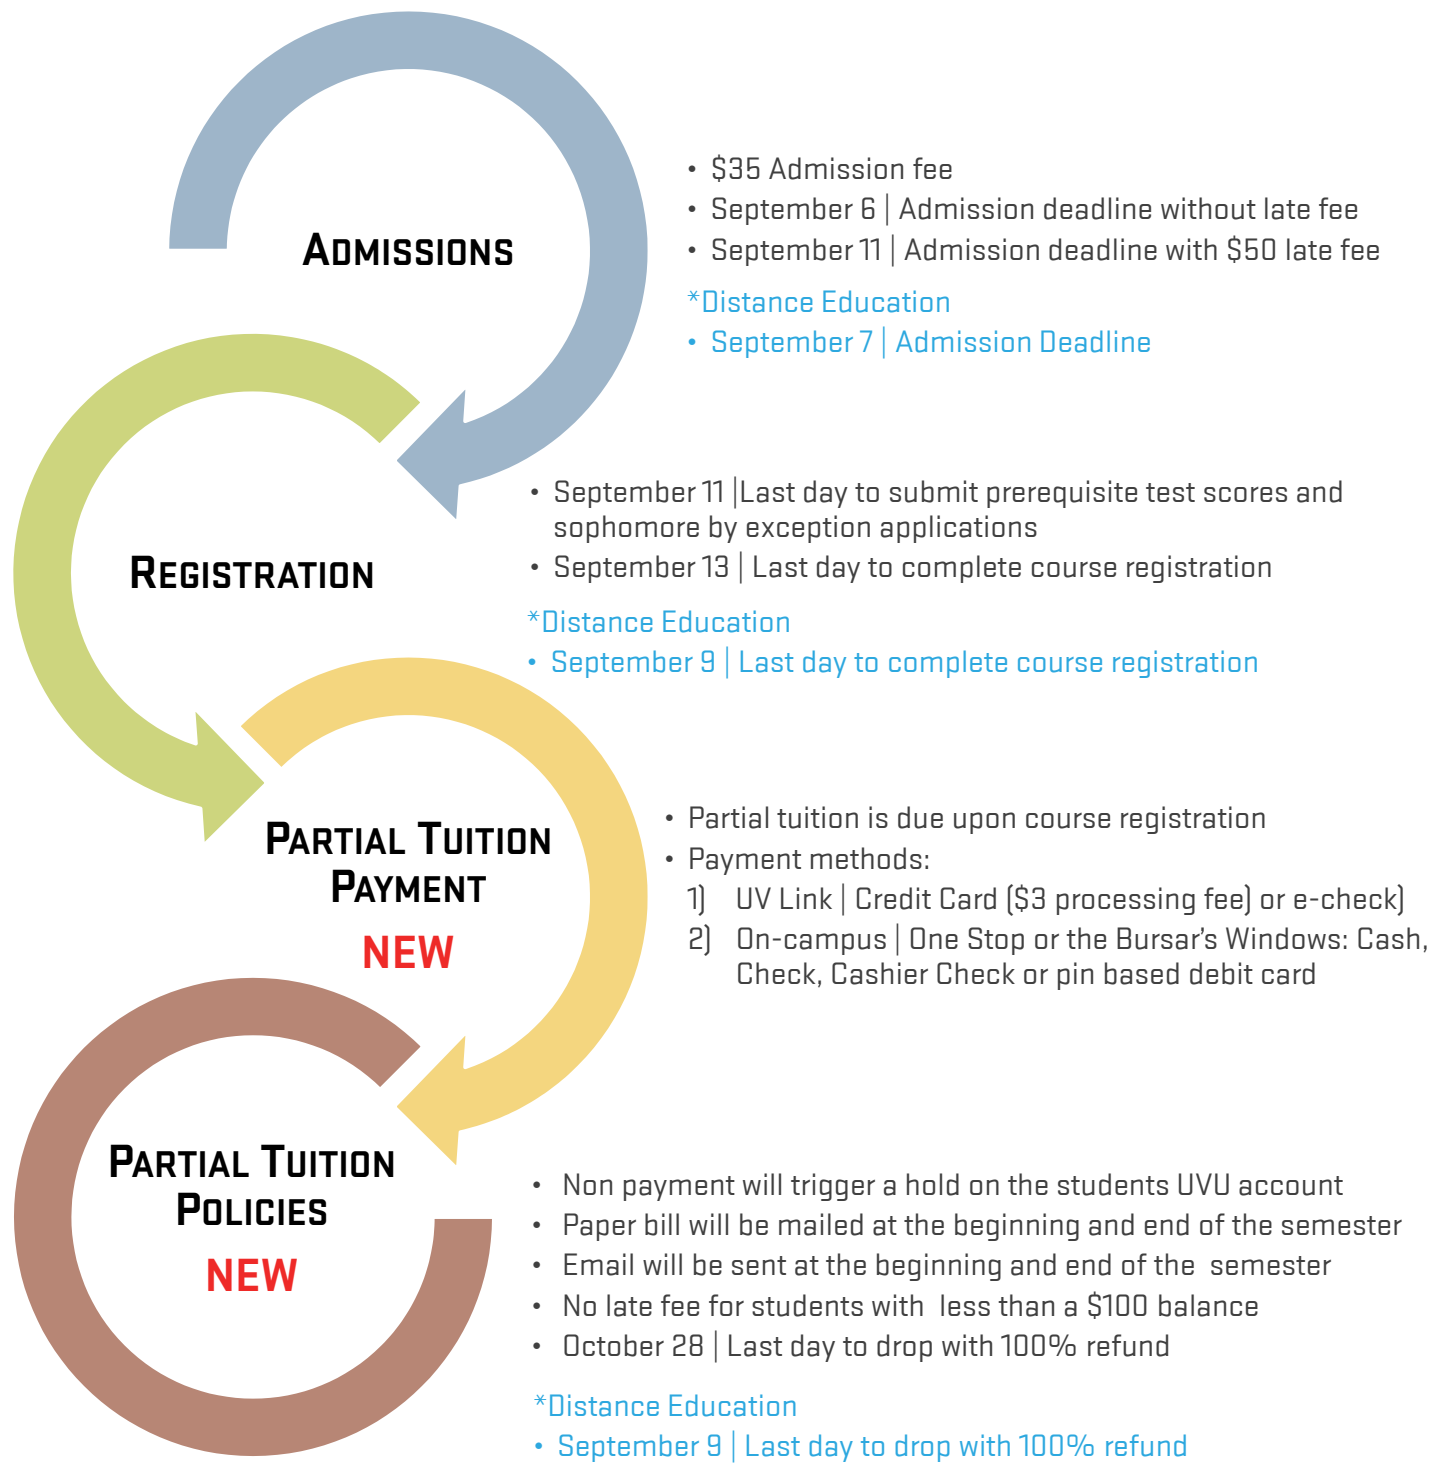 ADMISSIONS
• $35 Admission fee
• September 6 | Admission deadline without late fee
• September 11 | Admission deadline with $50 late fee
*Distance Education
• September 7 | Admission Deadline
REGISTRATION
• September 11 |Last day to submit prerequisite test scores and
sophomore by exception applications
• September 13 | Last day to complete course registration
*Distance Education
• September 9 | Last day to complete course registration
PARTIAL TUITION
PAYMENT
NEW
• Partial tuition is due upon course registration
• Payment methods:
1) UV Link | Credit Card ($3 processing fee) or e-check)
2) On-campus | One Stop or the Bursar's Windows: Cash,
Check, Cashier Check or pin based debit card
PARTIAL TUITION
POLICIES
NEW
• Non payment will trigger a hold on the students UVU account
• Paper bill will be mailed at the beginning and end of the semester
• Email will be sent at the beginning and end of the semester
• No late fee for students with less than a $100 balance
• October 28 | Last day to drop with 100% refund
*Distance Education
• September 9 | Last day to drop with 100% refund